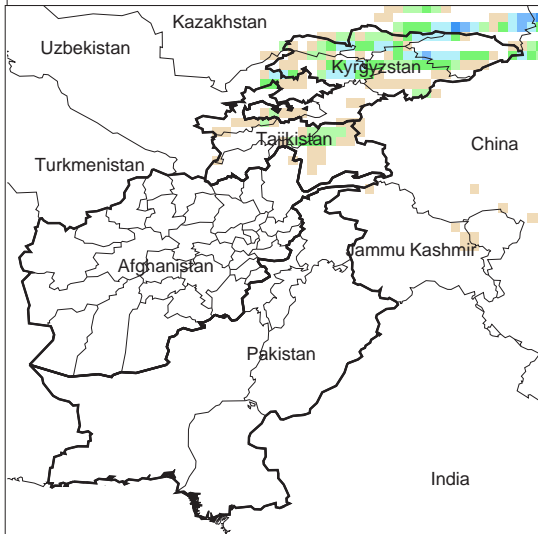 Kazakhstan
Uzbekistan
Kyrgyzstan
Tajikistan
China
Turkmenistan
Jammu Kashmir
Afghanistan
Pakistan
India